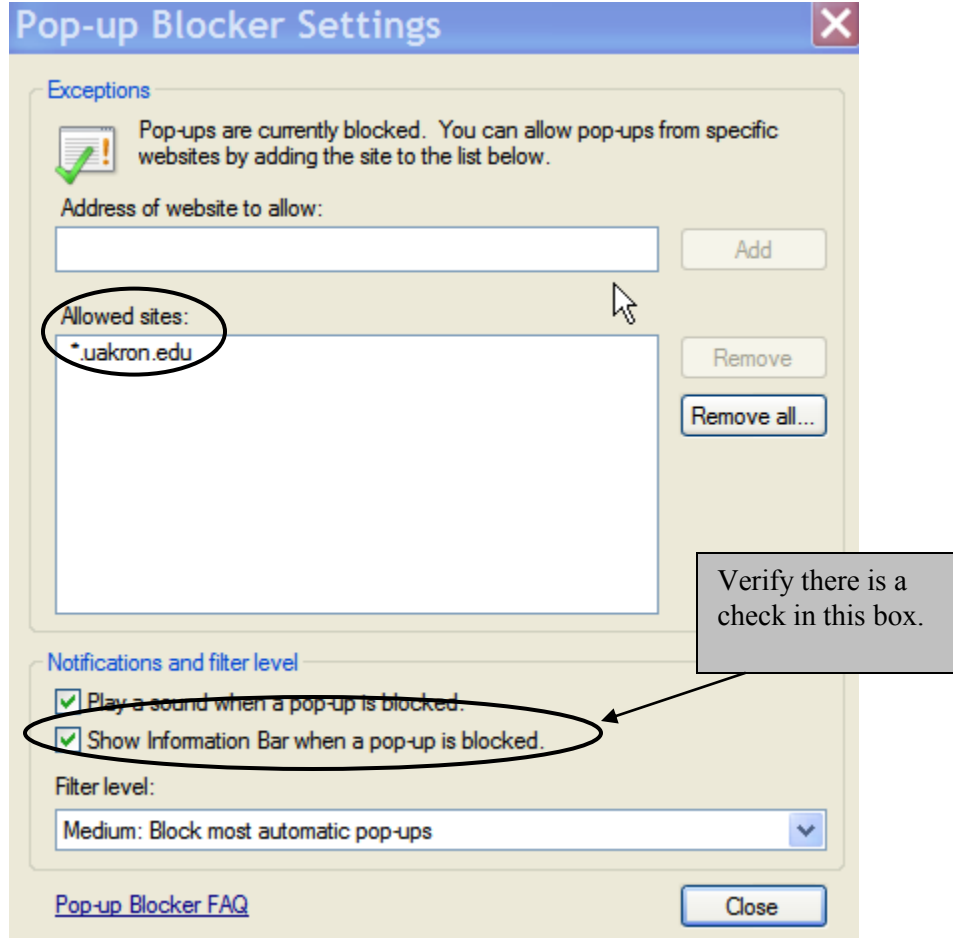 Pop-up Blocker Settings
Exceptions
Pop-ups are currently blocked. You can allow pop-ups from specific
websites by adding the site to the list below.
Address of website to allow:
Add
Allowed sites:
*.uakron.edu
Remove
Remove all...
Verify there is a
check in this box.
Notifications and filter level
Play a sound when a pop-up is blocked.
Show Information Bar when a pop-up is blocked.
Filter level:
Medium: Block most automatic pop-ups
Pop-up Blocker FAQ
Close